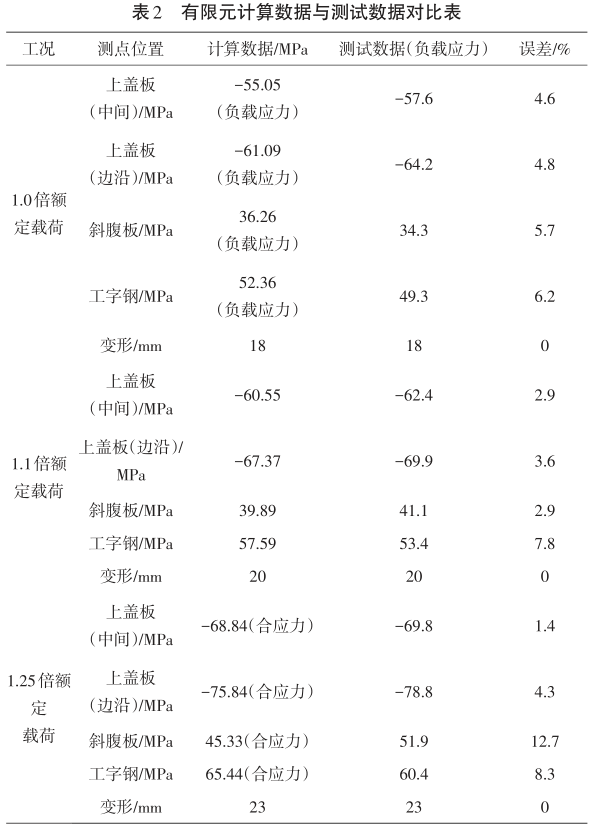 表2 有限元计算数据与测试数据对比表
工况 测点位置 计算数据/MPa 测试数据(负载应力) 误差/%
1.0倍额
定载荷
上盖板
(中间)/MPa
-55.05
(负载应力)
-57.6
4.6
上盖板
(边沿)/MPa
-61.09
(负载应力)
-64.2
4.8
斜腹板/MPa
36.26
(负载应力)
34.3
5.7
工字钢/MPa
52.36
(负载应力)
49.3
6.2
变形/mm 18 18 0
1.1倍额
定载荷
上盖板
(中间)/MPa
-60.55
-62.4
2.9
上盖板(边沿)/
MPa
-67.37
-69.9
3.6
斜腹板/MPa 39.89 41.1 2.9
工字钢/MPa 57.59 53.4 7.8
变形/mm 20 20 0
1.25倍额
定
载荷
上盖板
(中间)/MPa
-68.84(合应力)
-69.8
1.4
上盖板
(边沿)/MPa
-75.84(合应力)
-78.8
4.3
斜腹板/MPa 45.33(合应力) 51.9 12.7
工字钢/MPa 65.44(合应力) 60.4 8.3
变形/mm 23 23 0